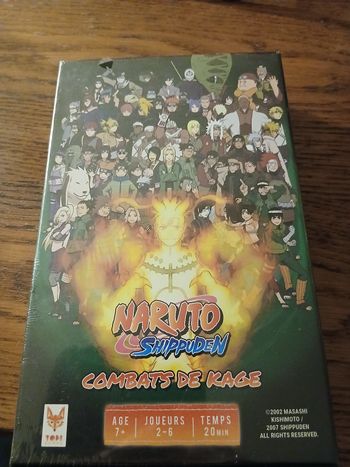 NARUTO
SHIPPUDEN
COMBATS DE KAGE
AGE
7+
JOUEURS
2-6
TEMPS
20 MIN
©2002 MASASHI
KISHIMOTO /
2007 SHIPPUDEN
ALL RIGHTS RESERVED.
TOPI